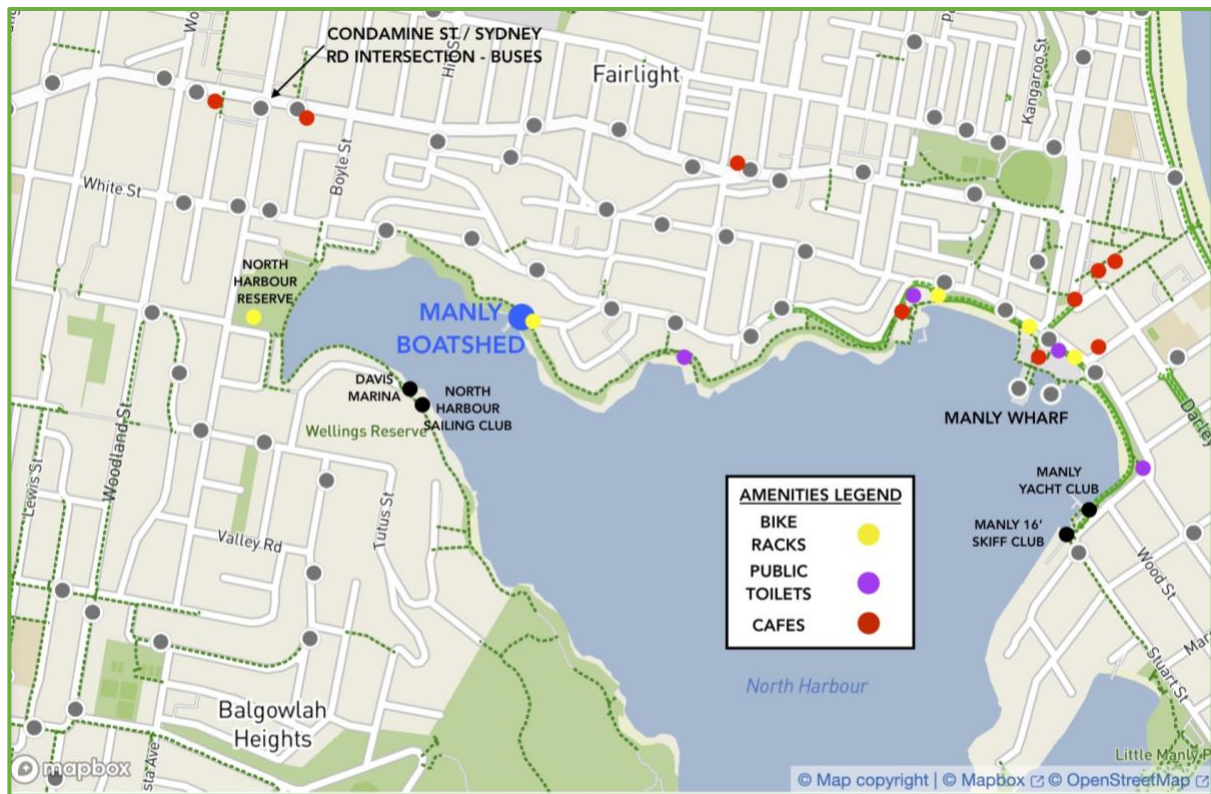 CONDAMINE ST. / SYDNEY
RD INTERSECTION - BUSES
Fairlight
Kangaroo St
Boyle St
White St
NORTH
HARBOUR
RESERVE
MANLY
BOATSHED
DAVIS
MARINA
NORTH
HARBOUR
SAILING CLUB
Wellings Reserve
MANLY WHARF
Darley
Lewis St
Woodland St
Valley Rd
Tutus St
MANLY
YACHT CLUB
MANLY 16'
SKIFF CLUB
Wood St
Stuart St
AMENITIES LEGEND
BIKE
RACKS
PUBLIC
TOILETS
CAFES
North Harbour
Balgowlah
Heights
sta Ave
Little Manly P
mapbox
© Map copyright | © Mapbox © OpenStreetMap